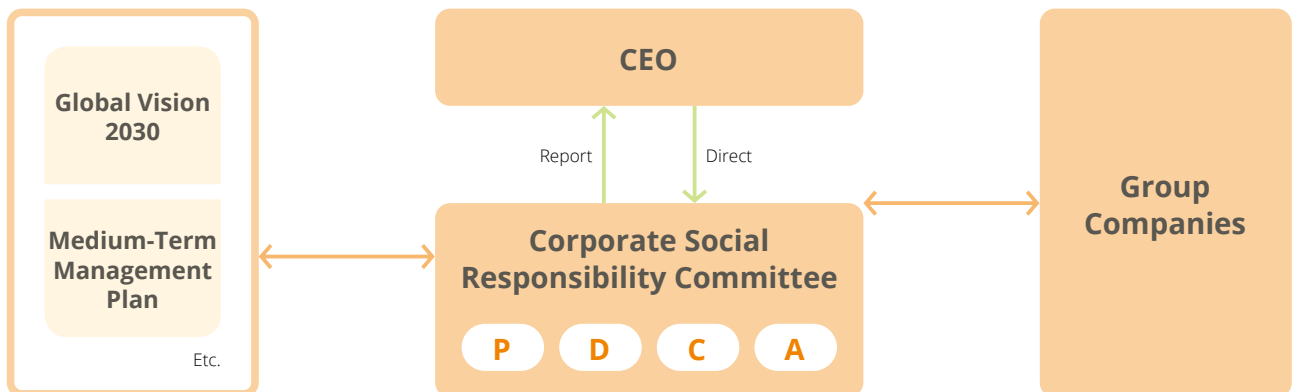 Global Vision
2030
Medium-Term
Management
Plan
Etc.
CEO
Report
Direct
Corporate Social
Responsibility Committee
P
D
C
A
Group
Companies